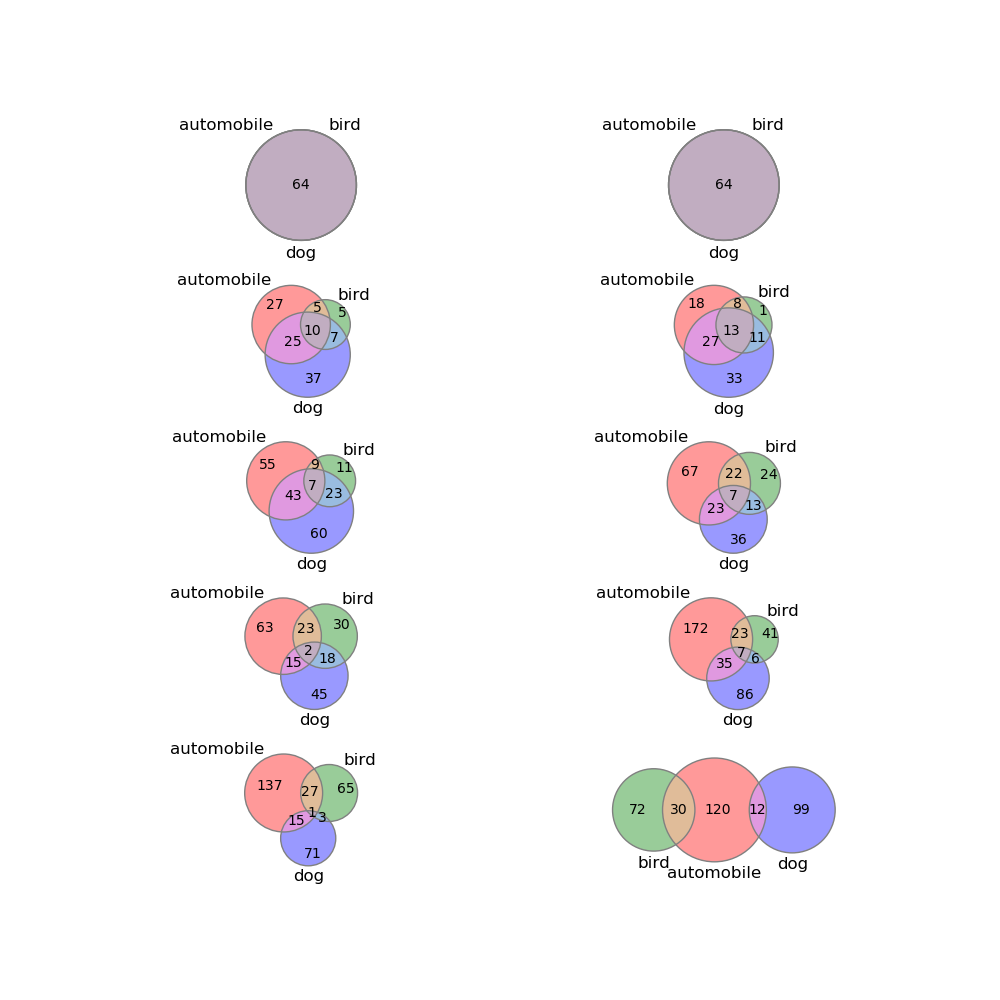 automobile bird
64
dog
automobile bird
64
dog
automobile
bird
27 5 5
10 7
25
37
dog
automobile
bird
18 8 1
13 11
27
33
dog
automobile
bird
55 9 11
7
43 23
60
dog
automobile
bird
67 22 24
7
23 13
36
dog
automobile
bird
63 23 30
2
15 18
45
dog
automobile
bird
172 23 41
7 6
35
86
dog
automobile
bird
137 27 65
1 3
15
71
dog
72 30 120 12 99
bird automobile dog